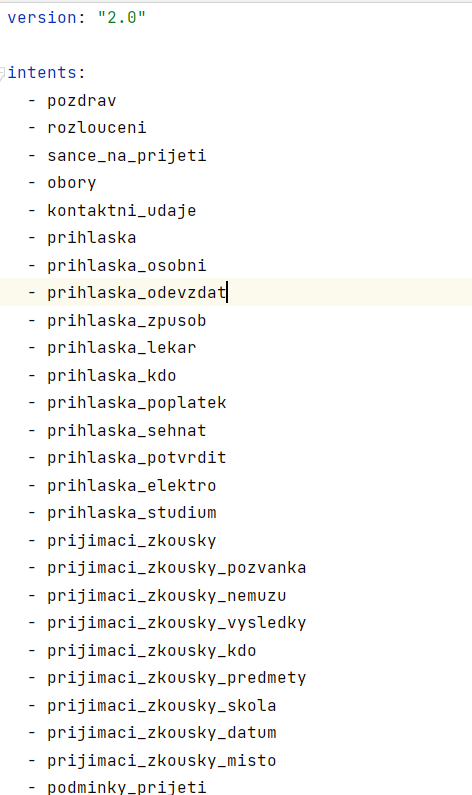 version: "2.0"
intents:
- pozdrav
- rozlouceni
- sance_na_prijeti
- obory
- kontaktni_udaje
- prihlaska
- prihlaska_osobni
- prihlaska_odevzdat
- prihlaska_zpusob
- prihlaska_lekar
- prihlaska_kdo
- prihlaska_poplatek
- prihlaska_sehnat
- prihlaska_potvrdit
- prihlaska_elektro
- prihlaska_studium
- prijimaci_zkousky
- prijimaci_zkousky_pozvanka
- prijimaci_zkousky_nemuzu
- prijimaci_zkousky_vysledky
- prijimaci_zkousky_kdo
- prijimaci_zkousky_predmety
- prijimaci_zkousky_skola
- prijimaci_zkousky_datum
- prijimaci_zkousky_misto
- podminky_prijeti